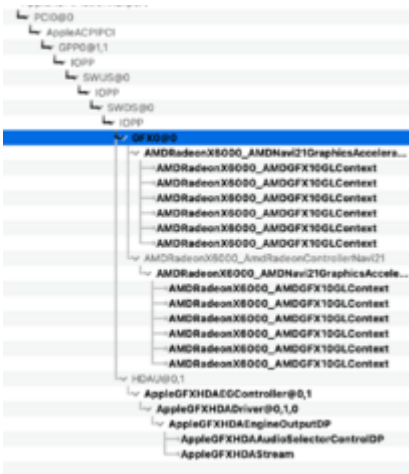 PCI0@0
AppleACPIPCI
GPP0@1,1
IOPP
SWUS@0
IOPP
SWDS@0
IOPP
GFX0@0
AMDRadeonX6000_AMDNavi21GraphicsAccelera...
AMDRadeonX6000_AMDGFX10GLContext
AMDRadeonX6000_AMDGFX10GLContext
AMDRadeonX6000_AMDGFX10GLContext
AMDRadeonX6000_AMDGFX10GLContext
AMDRadeonX6000_AMDGFX10GLContext
AMDRadeonX6000_AMDGFX10GLContext
AMDRadeonX6000_AmdRadeonControllerNavi21
AMDRadeonX6000_AMDNavi21GraphicsAccele...
AMDRadeonX6000_AMDGFX10GLContext
AMDRadeonX6000_AMDGFX10GLContext
AMDRadeonX6000_AMDGFX10GLContext
AMDRadeonX6000_AMDGFX10GLContext
AMDRadeonX6000_AMDGFX10GLContext
AMDRadeonX6000_AMDGFX10GLContext
HDAU@0,1
AppleGFXHDAEGController@0,1
AppleGFXHDADriver@0,1,0
AppleGFXHDAEngineOutputDP
AppleGFXHDAAudioSelectorControlDP
AppleGFXHDAStream